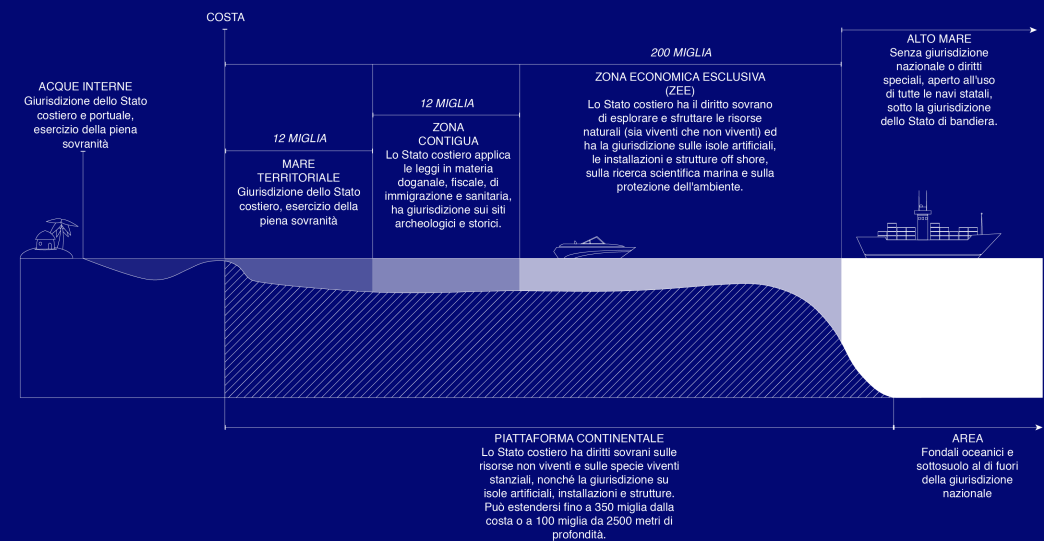 COSTA
ACQUE INTERNE
Giurisdizione dello Stato
costiero e portuale,
esercizio della piena
sovranità
12 MIGLIA
MARE
TERRITORIALE
Giurisdizione dello Stato
costiero, esercizio della
piena sovranità
12 MIGLIA
ZONA
CONTIGUA
Lo Stato costiero applica
le leggi in materia
doganale, fiscale, di
immigrazione e sanitaria,
ha giurisdizione sui siti
archeologici e storici.
200 MIGLIA
ZONA ECONOMICA ESCLUSIVA
(ZEE)
Lo Stato costiero ha il diritto sovrano
di esplorare e sfruttare le risorse
naturali (sia viventi che non viventi) ed
ha la giurisdizione sulle isole artificiali,
le installazioni e strutture off shore,
sulla ricerca scientifica marina e sulla
protezione dell'ambiente.
ALTO MARE
Senza giurisdizione
nazionale o diritti
speciali, aperto all'uso
di tutte le navi statali,
sotto la giurisdizione
dello Stato di bandiera.
PIATTAFORMA CONTINENTALE
Lo Stato costiero ha diritti sovrani sulle
risorse non viventi e sulle specie viventi
stanziali, nonché la giurisdizione su
isole artificiali, installazioni e strutture.
Può estendersi fino a 350 miglia dalla
costa o a 100 miglia da 2500 metri di
profondità.
AREA
Fondali oceanici e
sottosuolo al di fuori
della giurisdizione
nazionale